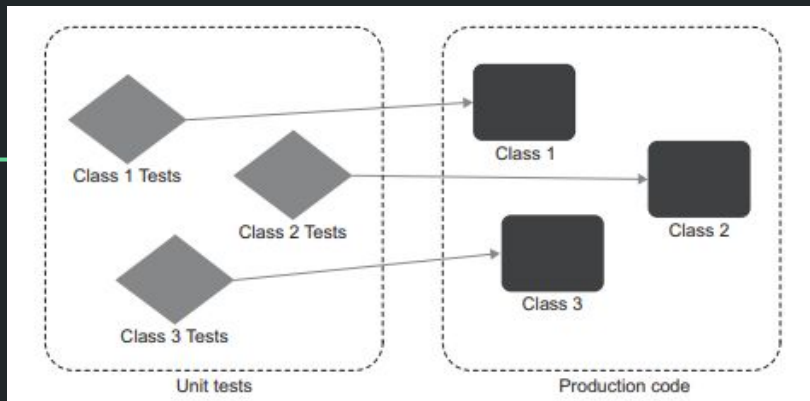 Class 1 Tests
Class 2 Tests
Class 3 Tests
Unit tests
Class 1
Class 2
Class 3
Production code